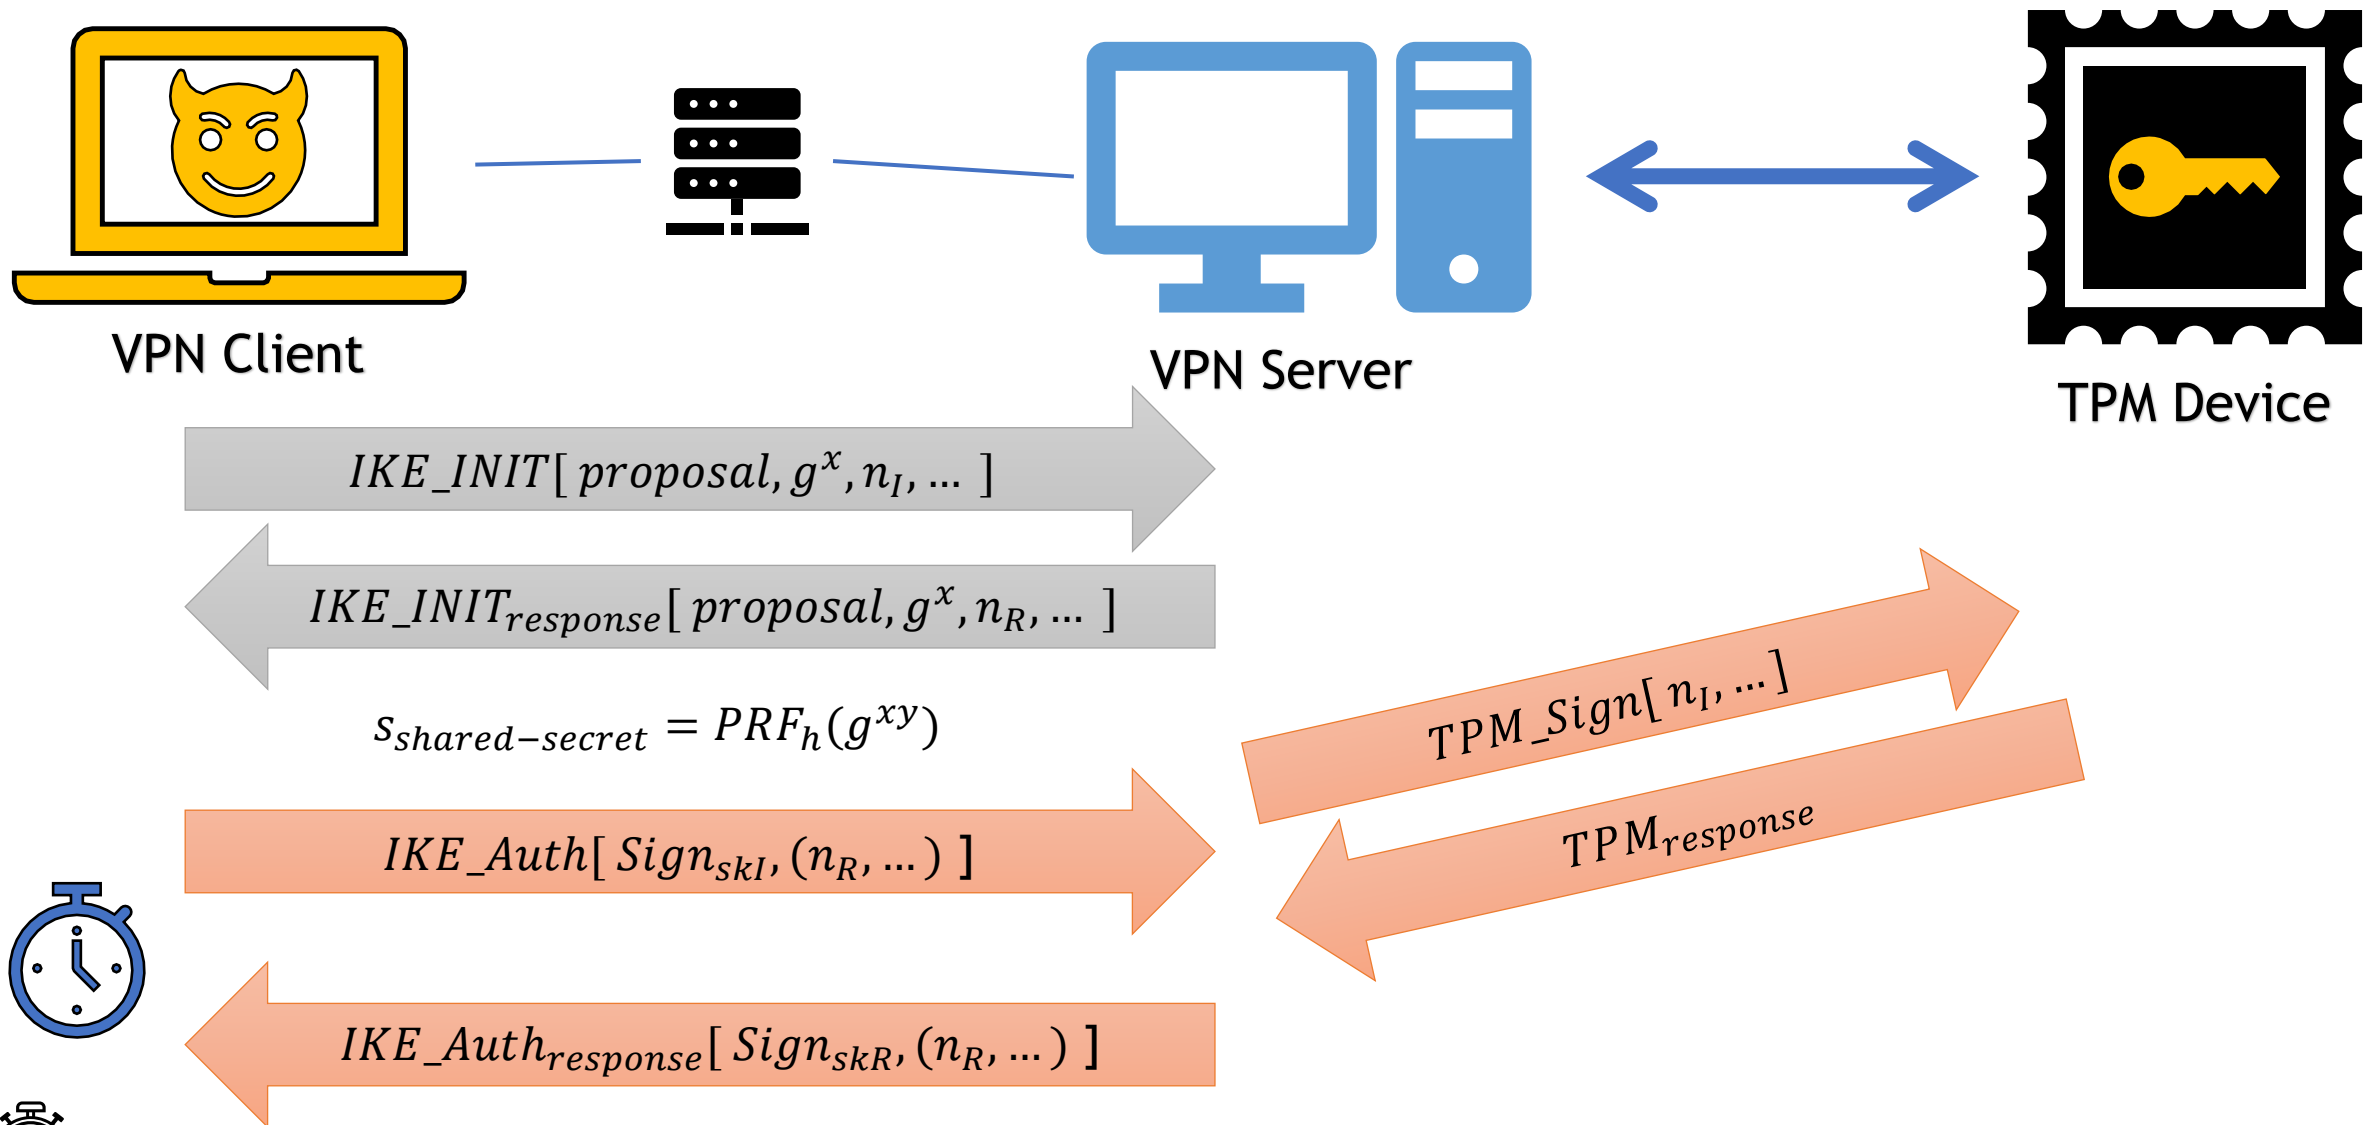 VPN Client
VPN Server
TPM Device
IKE_INIT[ proposal, g^x, n_I, … ]
IKE_INIT_response[ proposal, g^x, n_R, … ]
s_shared−secret = PRF_h(g^xy)
TPM_Sign[ n_I, … ]
TPM_response
IKE_Auth[ Sign_skI, (n_R, … ) ]
IKE_Auth_response[ Sign_skR, (n_R, … ) ]